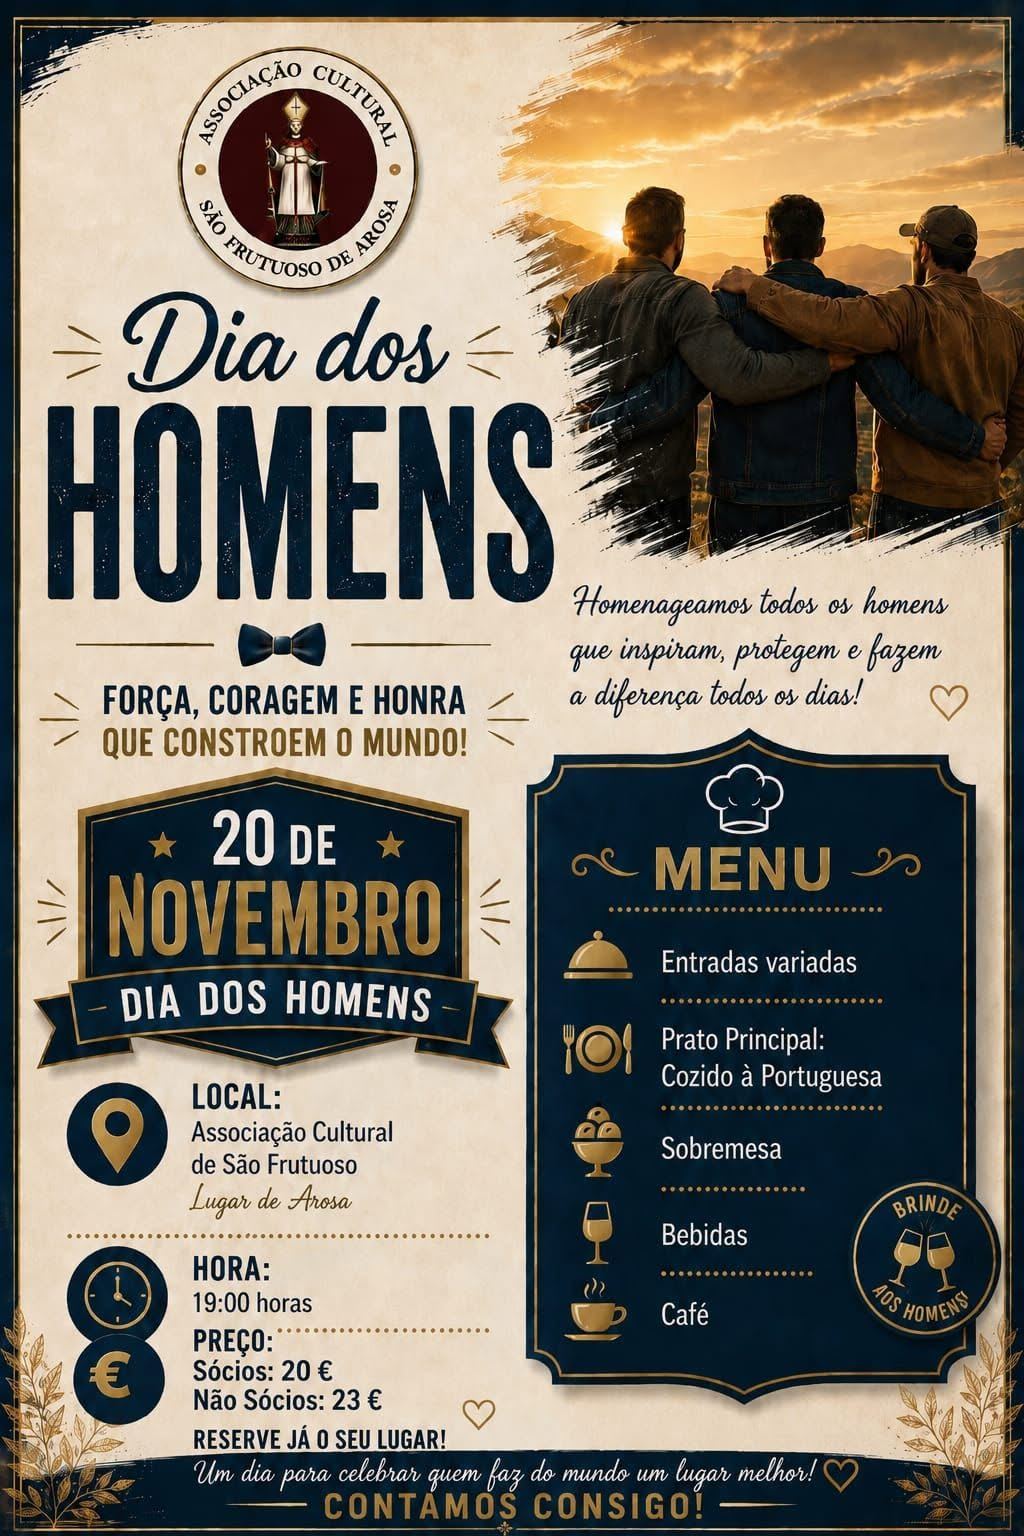 ASSOCIAÇÃO CULTURAL
SÃO FRUTUOSO DE AROSA
Dia dos
HOMENS
FORÇA, CORAGEM E HONRA
QUE CONSTROEM O MUNDO!
20 DE
NOVEMBRO
DIA DOS HOMENS
LOCAL:
Associação Cultural
de São Frutuoso
Lugar de Arosa
HORA:
19:00 horas
PREÇO:
Sócios: 20 €
Não Sócios: 23 €
RESERVE JÁ O SEU LUGAR!
Homenageamos todos os homens
que inspiram, protegem e fazem
a diferença todos os dias!
MENU
Entradas variadas
Prato Principal:
Cozido à Portuguesa
Sobremesa
Bebidas
Café
BRINDE
AOS HOMENS!
€
Um dia para celebrar quem faz do mundo um lugar melhor!
CONTAMOS CONSIGO!